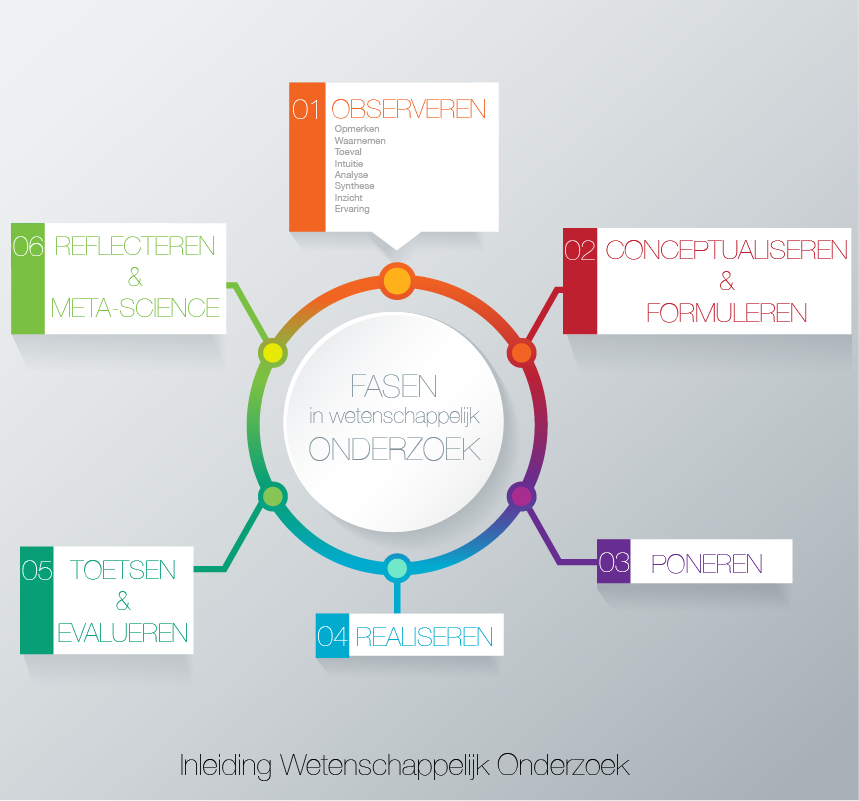 01 OBSERVEREN
Opmerken
Waarnemen
Toeval
Intuitie
Analyse
Synthese
Inzicht
Ervaring
02 CONCEPTUALISEREN
&
FORMULEREN
03 PONEREN
04 REALISEREN
05 TOETSEN
&
EVALUEREN
06 REFLECTEREN
&
META-SCIENCE
FASEN
in wetenschappelijk
ONDERZOEK
Inleiding Wetenschappelijk Onderzoek